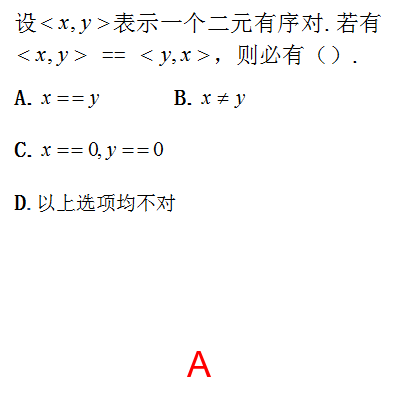 设< x, y >表示一个二元有序对. 若有
< x, y > == < y, x >，则必有（）.
A. x == y B. x ≠ y
C. x == 0, y == 0
D. 以上选项均不对
A